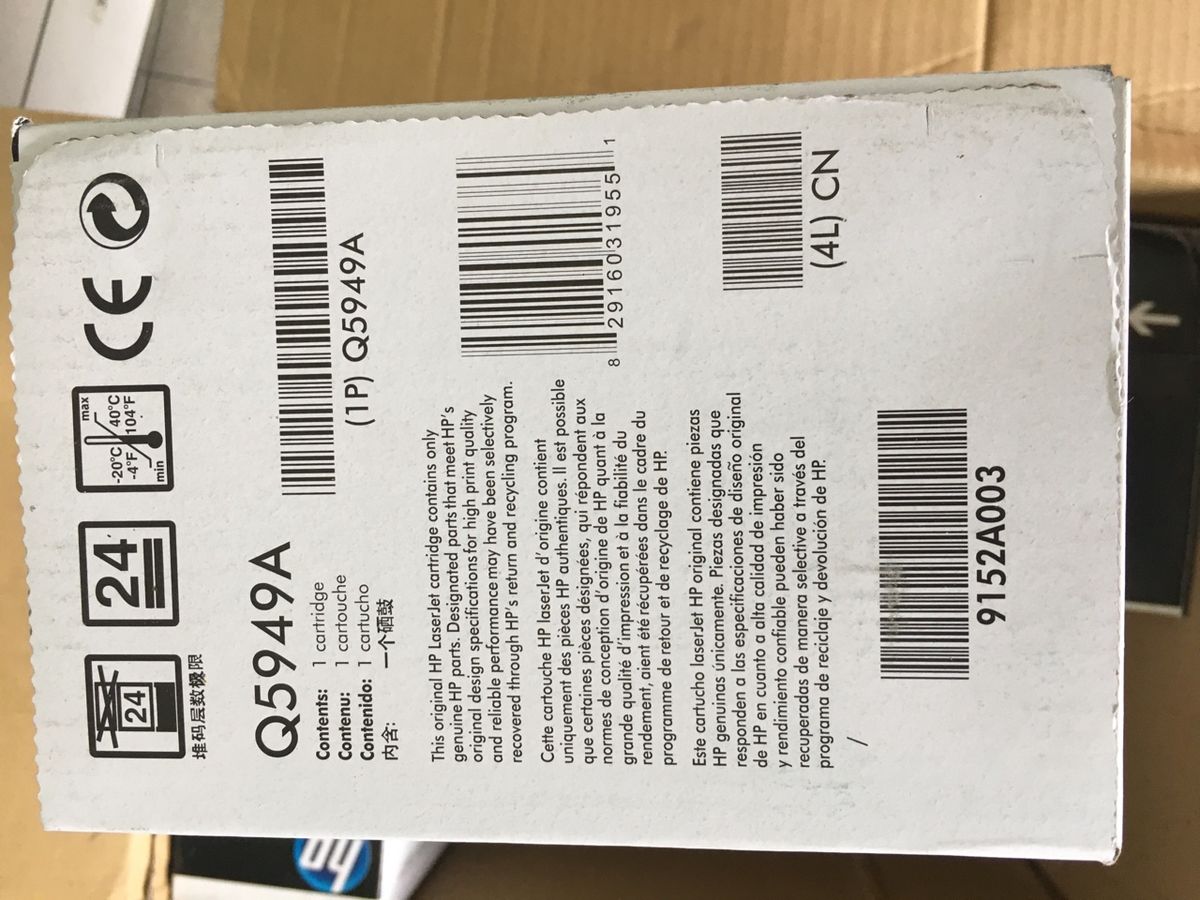 24
堆码层数极限
24
-20°C
-4°F
min
max
40°C
104°F
CE
Q5949A
Contents: 1 cartridge
Contenu: 1 cartouche
Contenido: 1 cartucho
内含: 一个硒鼓
(1P) Q5949A
This original HP LaserJet cartridge contains only
genuine HP parts. Designated parts that meet HP's
original design specifications for high print quality
and reliable performance may have been selectively
recovered through HP's return and recycling program.
Cette cartouche HP laserJet d'origine contient
uniquement des pièces HP authentiques. Il est possible
que certaines pièces désignées, qui répondent aux
normes de conception d'origine de HP quant à la
grande qualité d'impression et à la fiabilité du
rendement, aient été récupérées dans le cadre du
programme de retour et de recyclage de HP.
Este cartucho laserJet HP original contiene piezas
HP genuinas únicamente. Piezas designadas que
responden a las especificaciones de diseño original
de HP en cuanto a alta calidad de impresión
y rendimiento confiable pueden haber sido
recuperadas de manera selective a través del
programa de reciclaje y devolución de HP.
/
8 29160 31955 1
(4L) CN
9152A003
hp